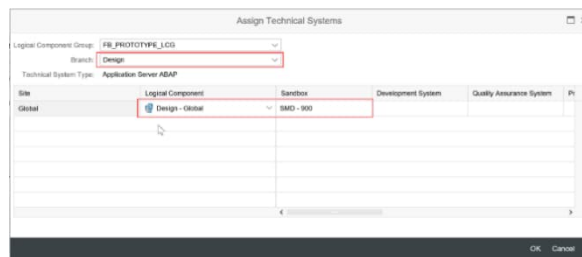 Assign Technical Systems
Logical Component Group: FB_PROTOTYPE_LCG
Branch: Design
Technical System Type: Application Server ABAP
Site Logical Component Sandbox Development System Quality Assurance System Pr
Global Design - Global SMD - 900
OK Cancel